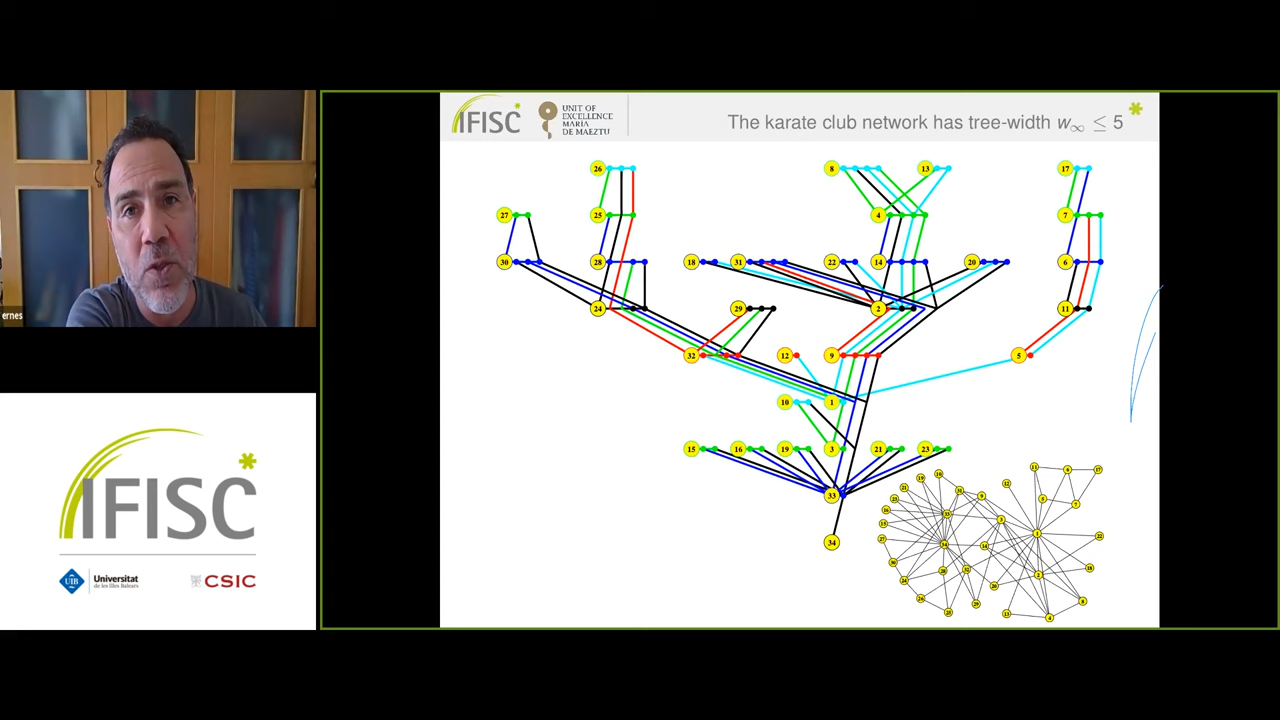 IFISC
UNIT OF
EXCELLENCE
MARÍA
DE MAEZTU
The karate club network has tree-width w∞ ≤ 5
26 8 13 17
27 25 4 7
30 28 18 31 22 14 20 6
24 29 2 11
32 12 9 5
10 1
15 16 19 3 21 23
33
34
ernes
IFISC
UIB
Universitat
de les Illes Balears
CSIC